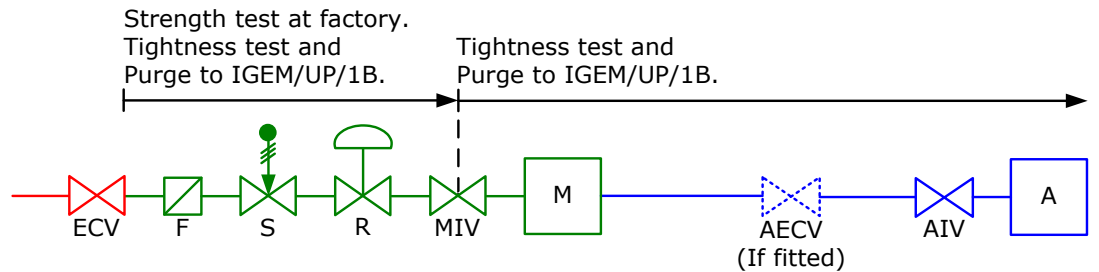 Strength test at factory.
Tightness test and
Purge to IGEM/UP/1B.
Tightness test and
Purge to IGEM/UP/1B.
M
A
ECV
F
S
R
MIV
AECV
(If fitted)
AIV